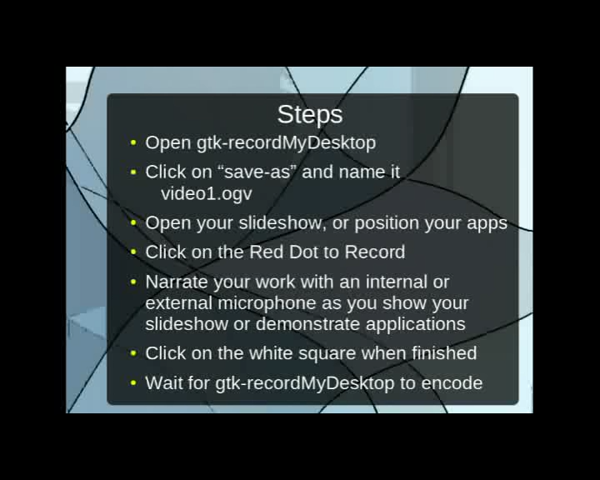 Steps
• Open gtk-recordMyDesktop
• Click on “save-as” and name it
video1.ogv
• Open your slideshow, or position your apps
• Click on the Red Dot to Record
• Narrate your work with an internal or
external microphone as you show your
slideshow or demonstrate applications
• Click on the white square when finished
• Wait for gtk-recordMyDesktop to encode